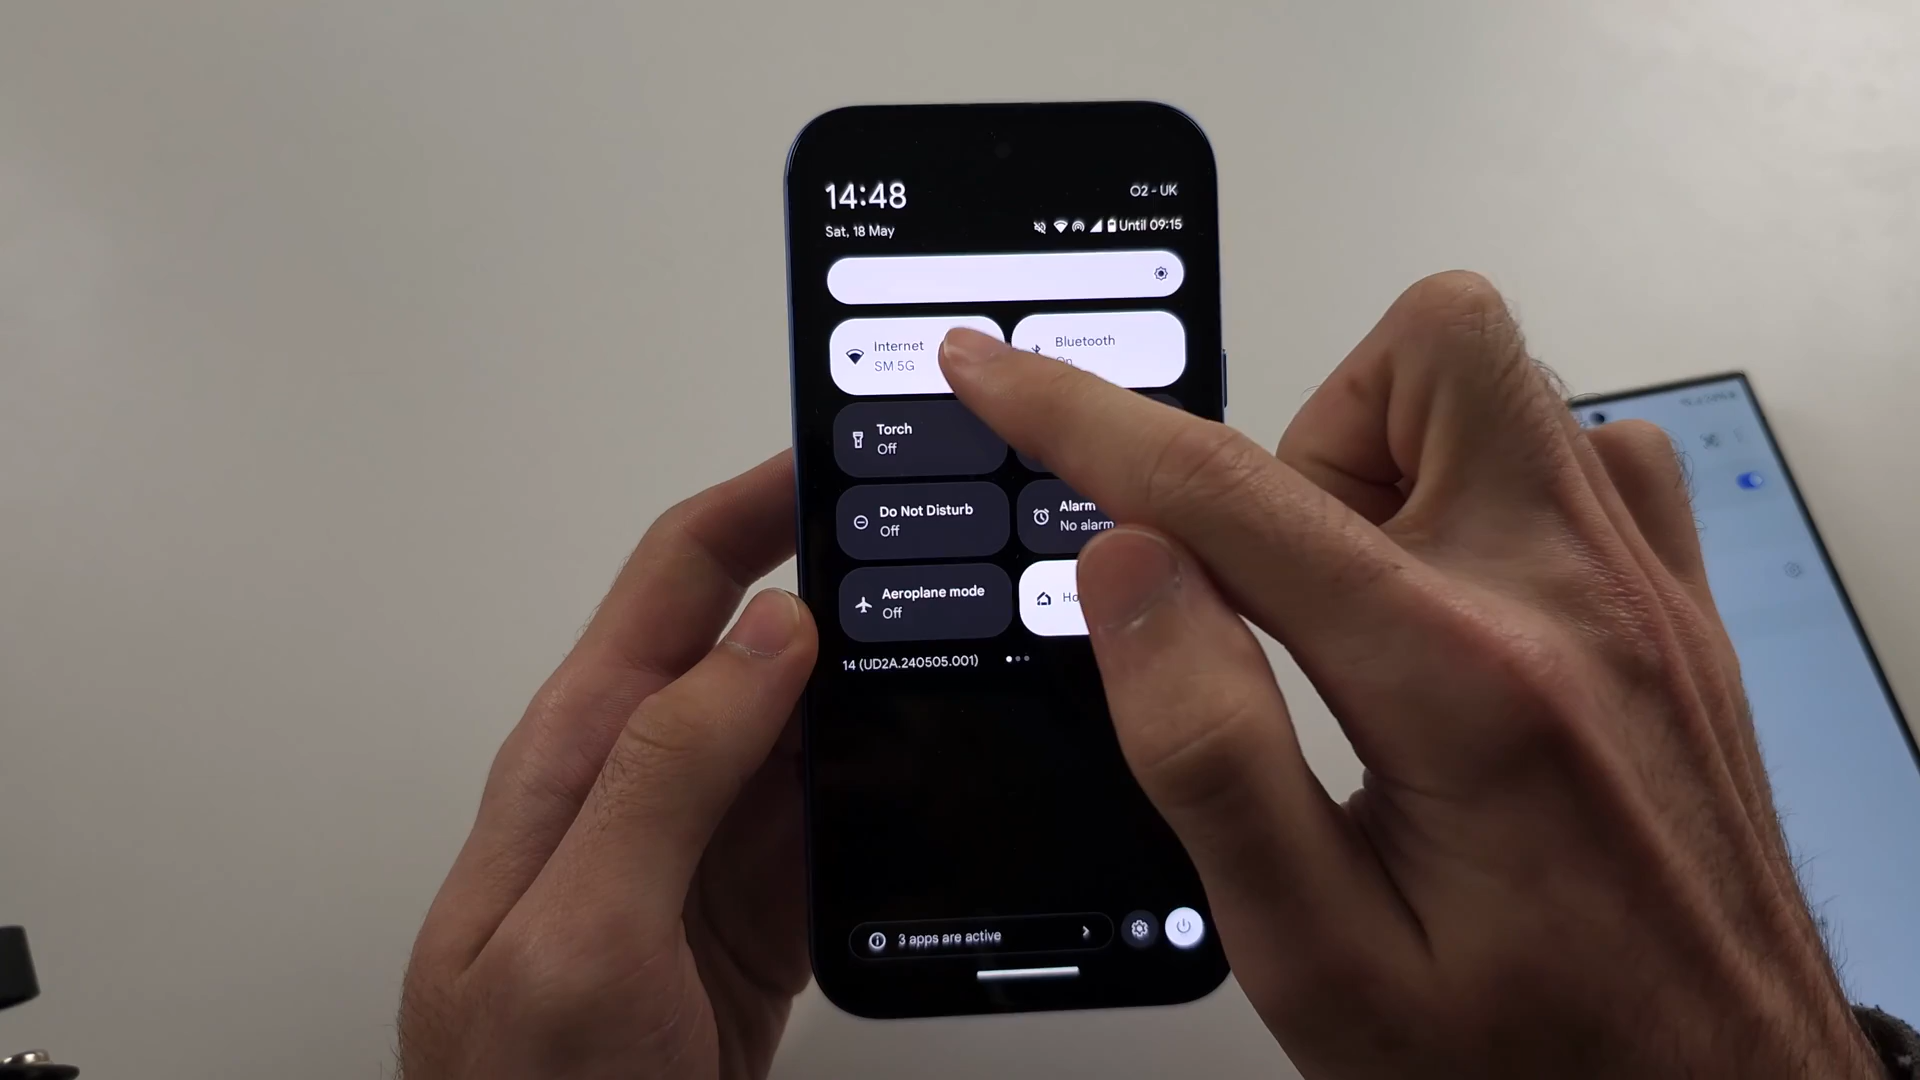 14:48
O2 - UK
Sat, 18 May
Until 09:15
Internet
SM 5G
Bluetooth
On
Torch
Off
Do Not Disturb
Off
Alarm
No alarm
Aeroplane mode
Off
14 (UD2A.240505.001)
3 apps are active